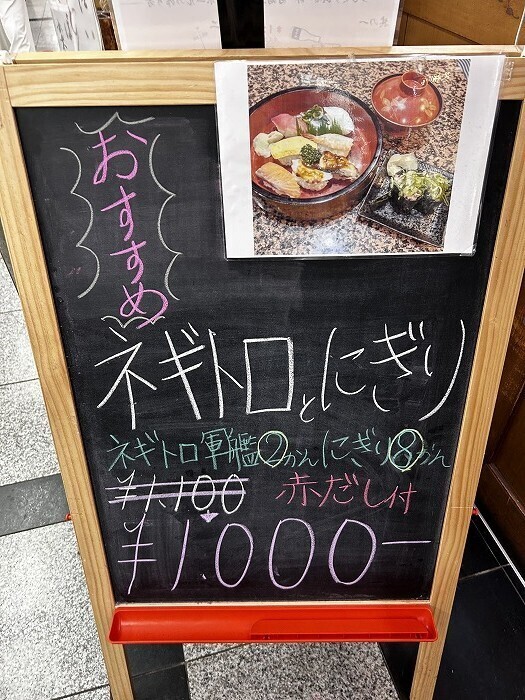 おすすめ
ネギトロとにぎり
ネギトロ軍艦②かん にぎり⑧かん
¥1,100 赤だし付
¥1,000ー